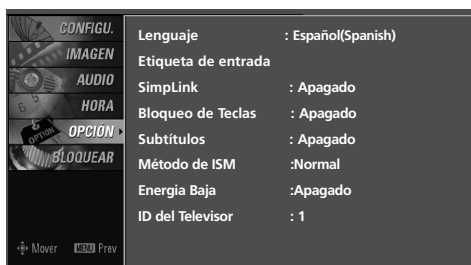 CONFIGU.
IMAGEN
AUDIO
HORA
OPCIÓN
BLOQUEAR
Mover MENU Prev
Lenguaje : Español(Spanish)
Etiqueta de entrada
SimpLink : Apagado
Bloqueo de Teclas : Apagado
Subtítulos : Apagado
Método de ISM :Normal
Energia Baja :Apagado
ID del Televisor : 1